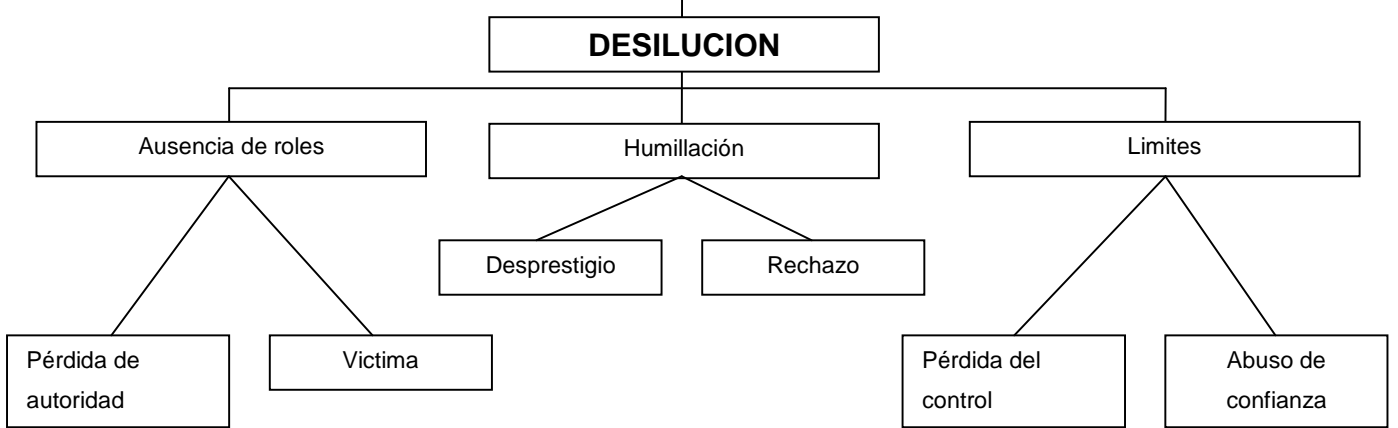 DESILUCION
Ausencia de roles
Humillación
Limites
Desprestigio
Rechazo
Pérdida de
autoridad
Victima
Pérdida del
control
Abuso de
confianza